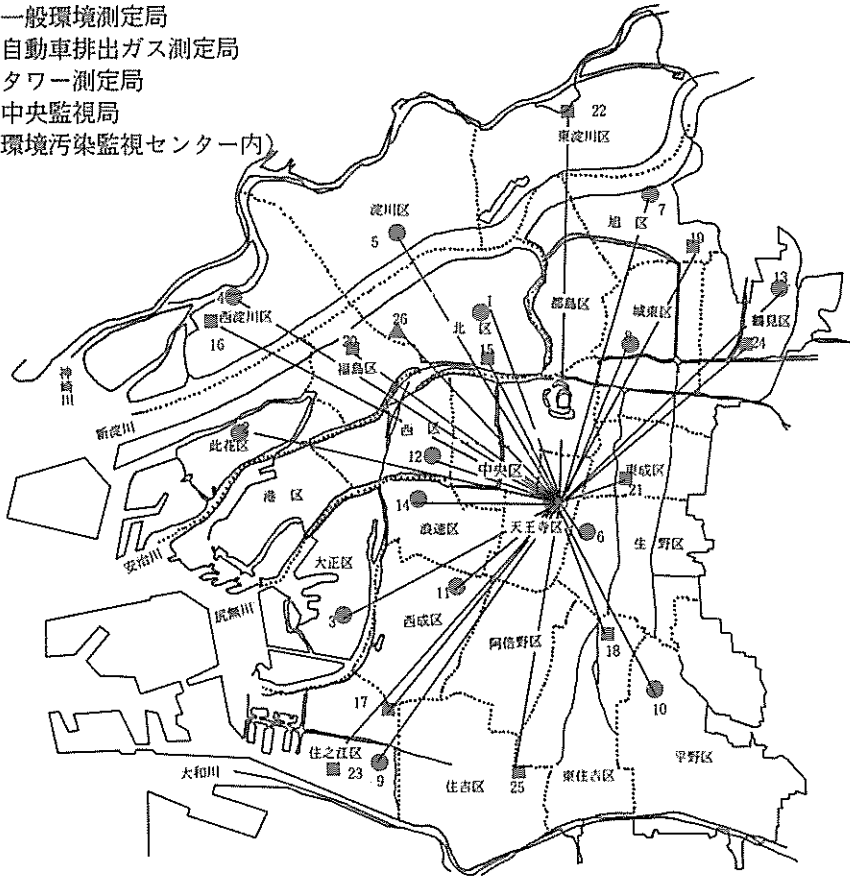 一般環境測定局
自動車排出ガス測定局
タワー測定局
中央監視局
環境汚染監視センター内)
22
東淀川区
淀川区
5
7
旭 区
19
13
4
西淀川区
16
神崎川
26
1
北 区
都島区
城東区
鶴見区
24
20
福島区
15
8
新淀川
此花区
西 区
12
中央区
東成区
21
港 区
14
浪速区
天王寺区
6
生 野 区
安治川
大正区
尻無川
3
11
西成区
阿倍野区
18
10
17
住之江区
23
9
大和川
住吉区
25
東住吉区
平野区